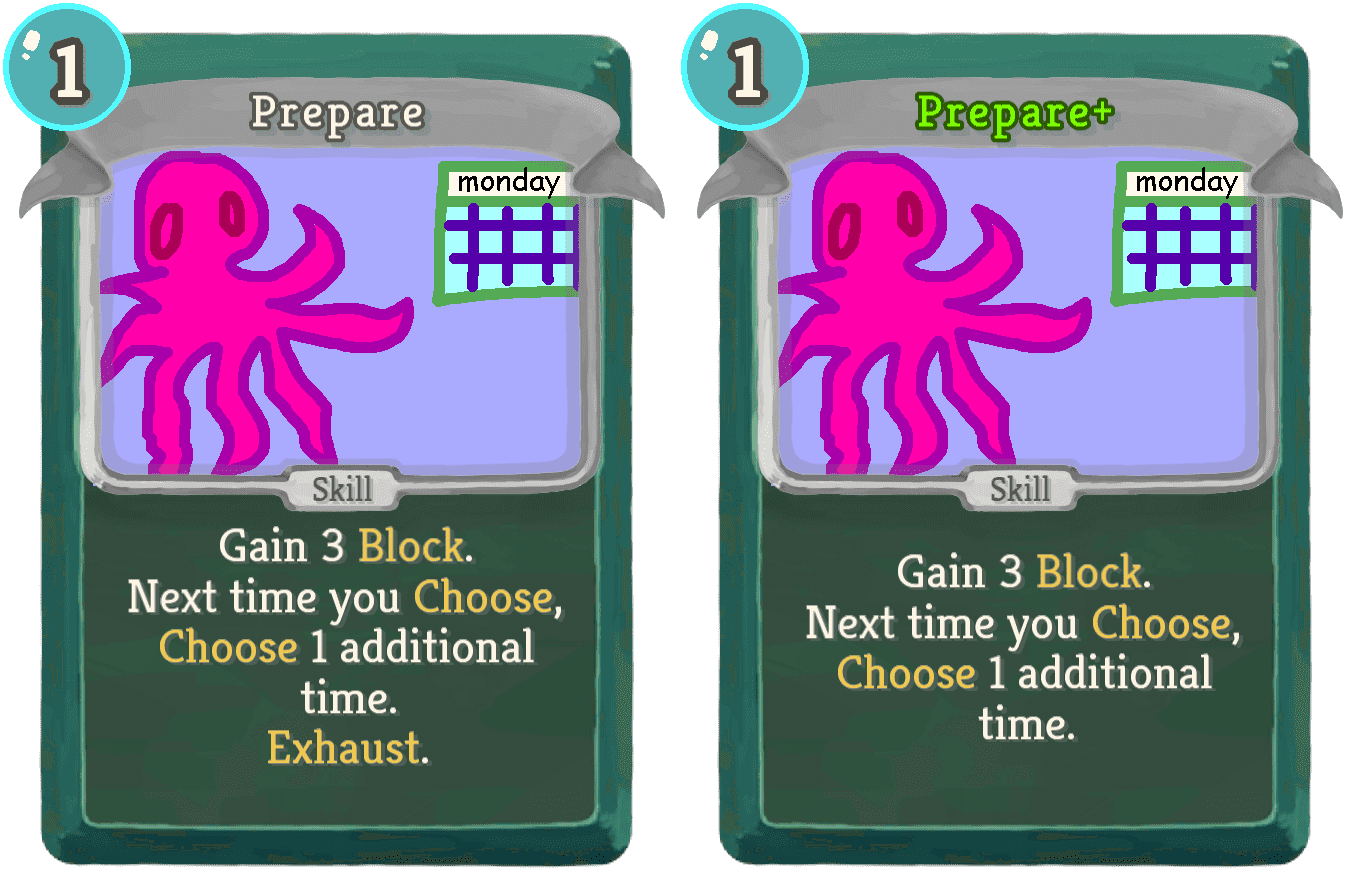 1
Prepare
monday
Skill
Gain 3 Block.
Next time you Choose,
Choose 1 additional
time.
Exhaust.
1
Prepare+
monday
Skill
Gain 3 Block.
Next time you Choose,
Choose 1 additional
time.